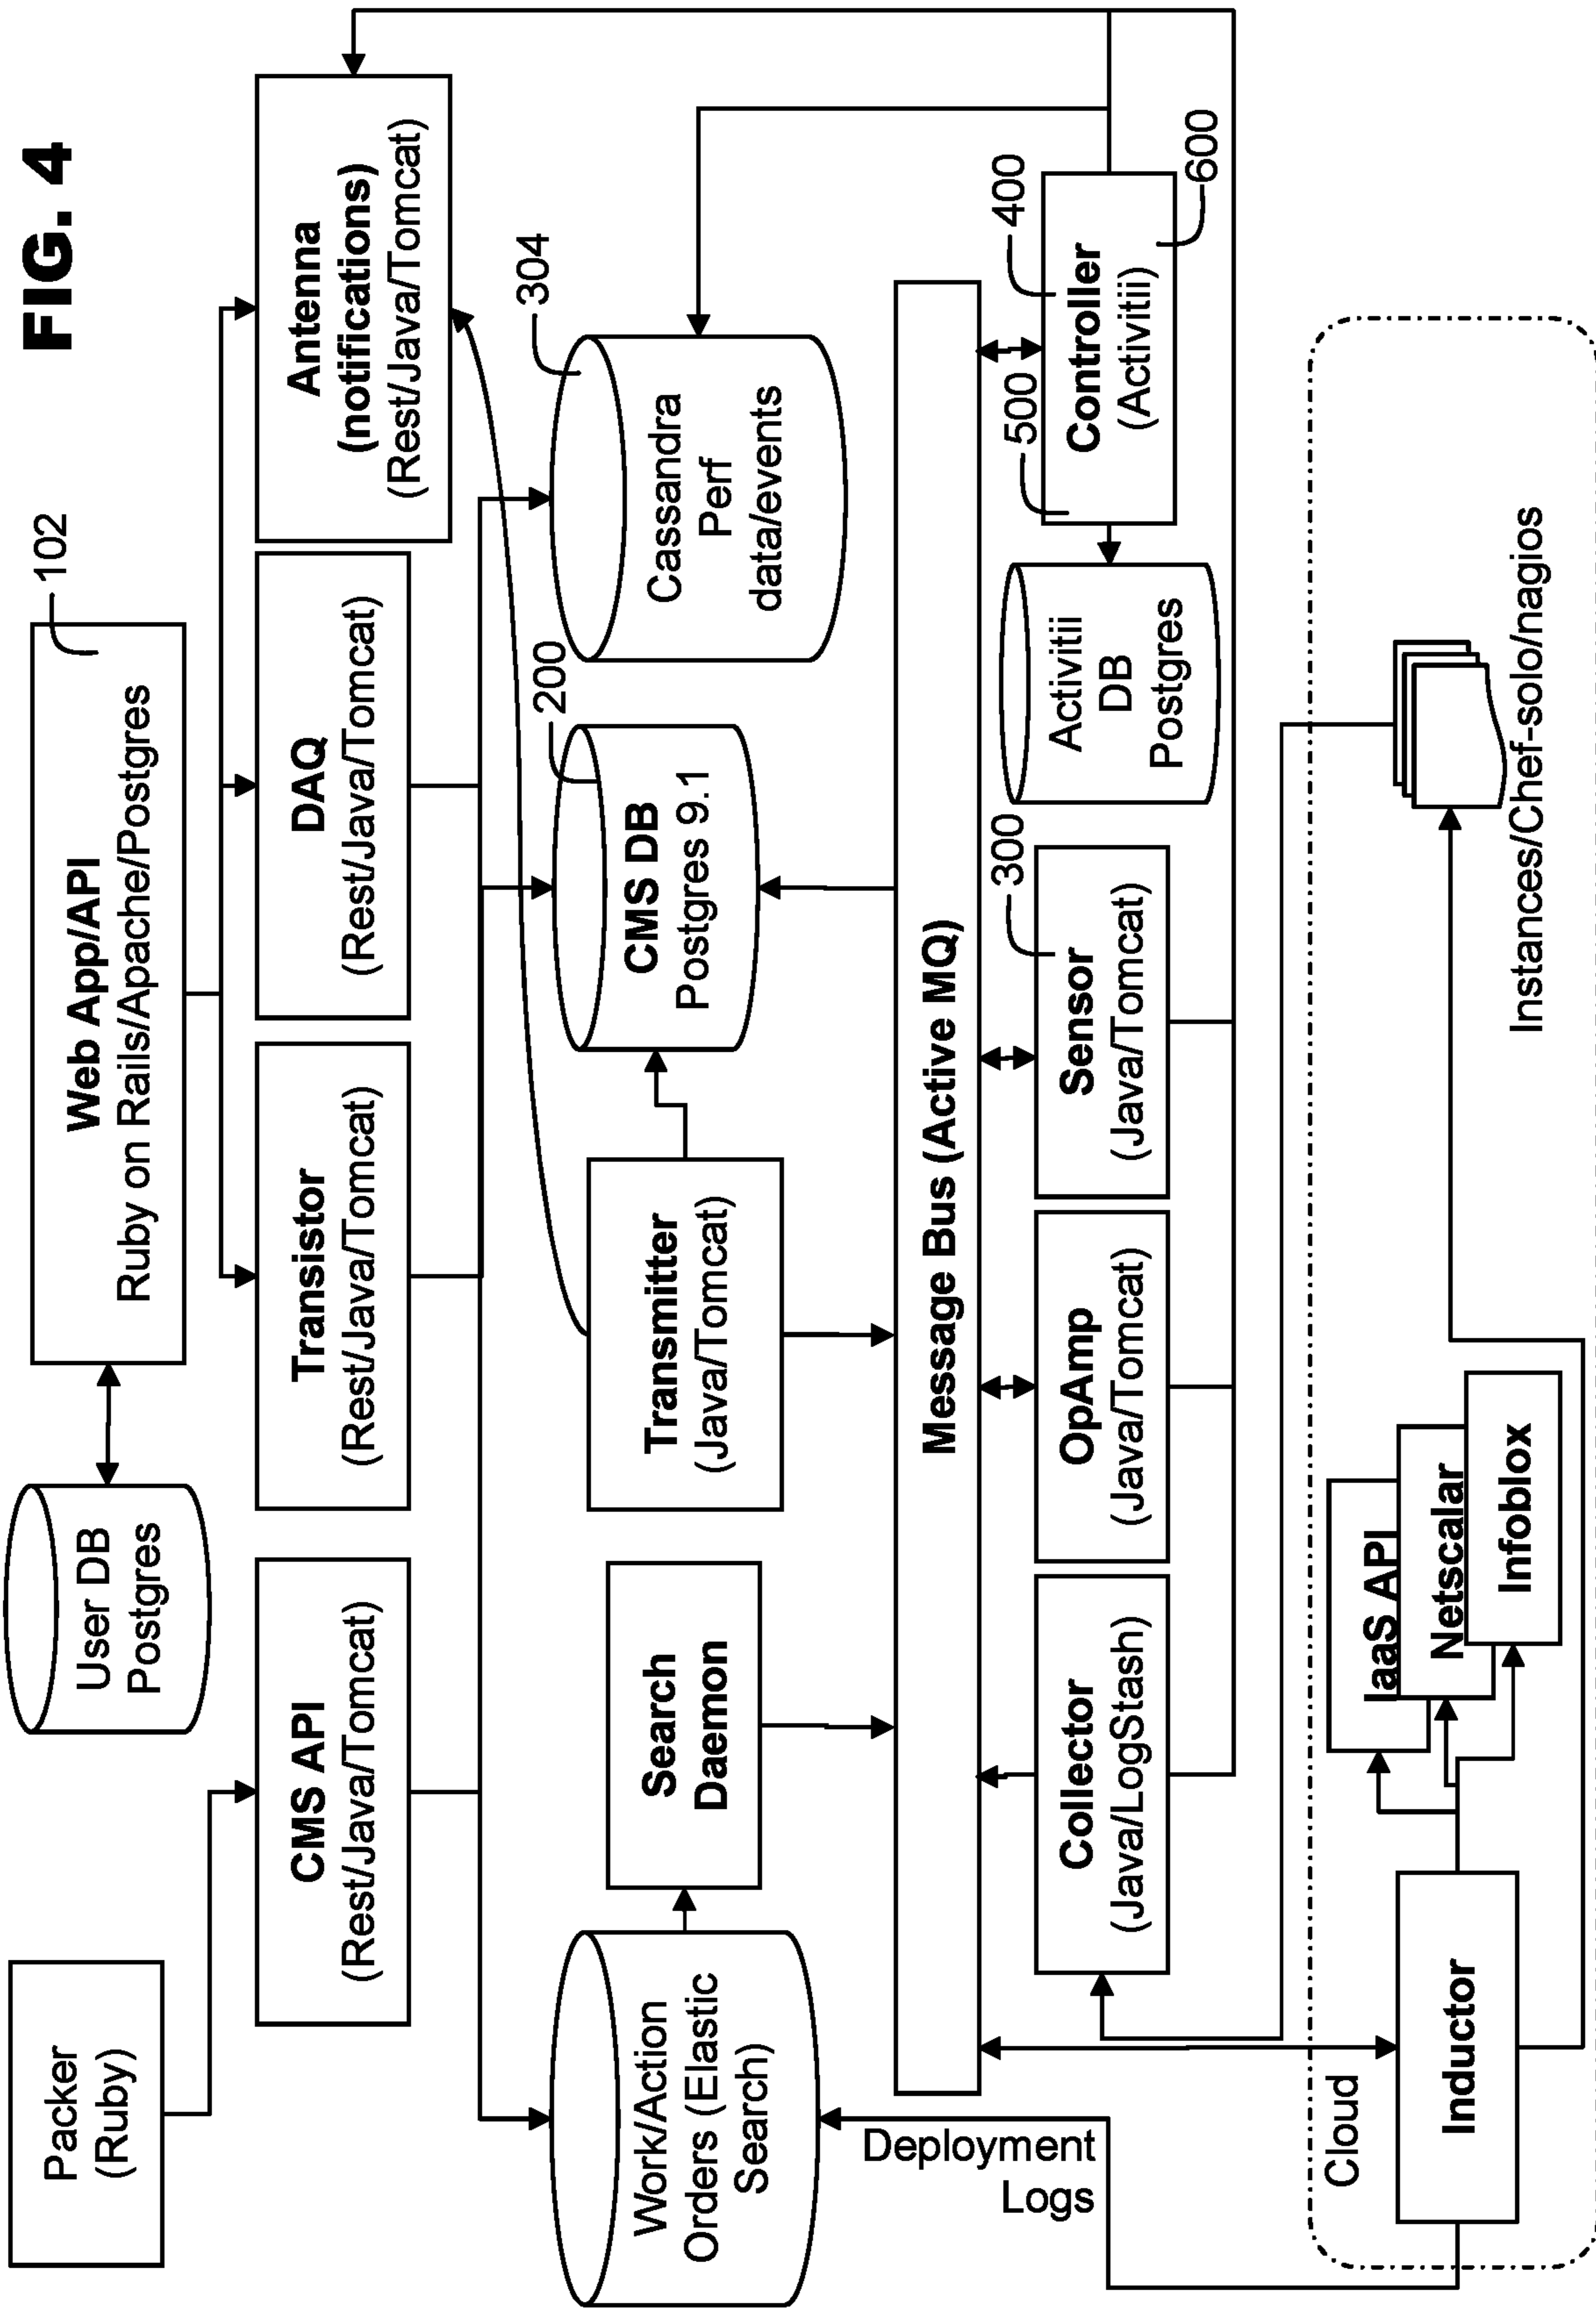 FIG. 4
Packer
(Ruby)
User DB
Postgres
Web App/API
Ruby on Rails/Apache/Postgres
102
CMS API
(Rest/Java/Tomcat)
Transistor
(Rest/Java/Tomcat)
DAQ
(Rest/Java/Tomcat)
Antenna
(notifications)
(Rest/Java/Tomcat)
Work/Action
Orders (Elastic
Search)
Search
Daemon
Transmitter
(Java/Tomcat)
CMS DB
Postgres 9.1
200
Cassandra
Perf
data/events
304
Message Bus (Active MQ)
Deployment
Logs
Collector
(Java/LogStash)
OpAmp
(Java/Tomcat)
Sensor
(Java/Tomcat)
300
Activitii
DB
Postgres
Controller
(Activitii)
500
400
600
Cloud
Inductor
IaaS API
Netscalar
Infoblox
Instances/Chef-solo/nagios